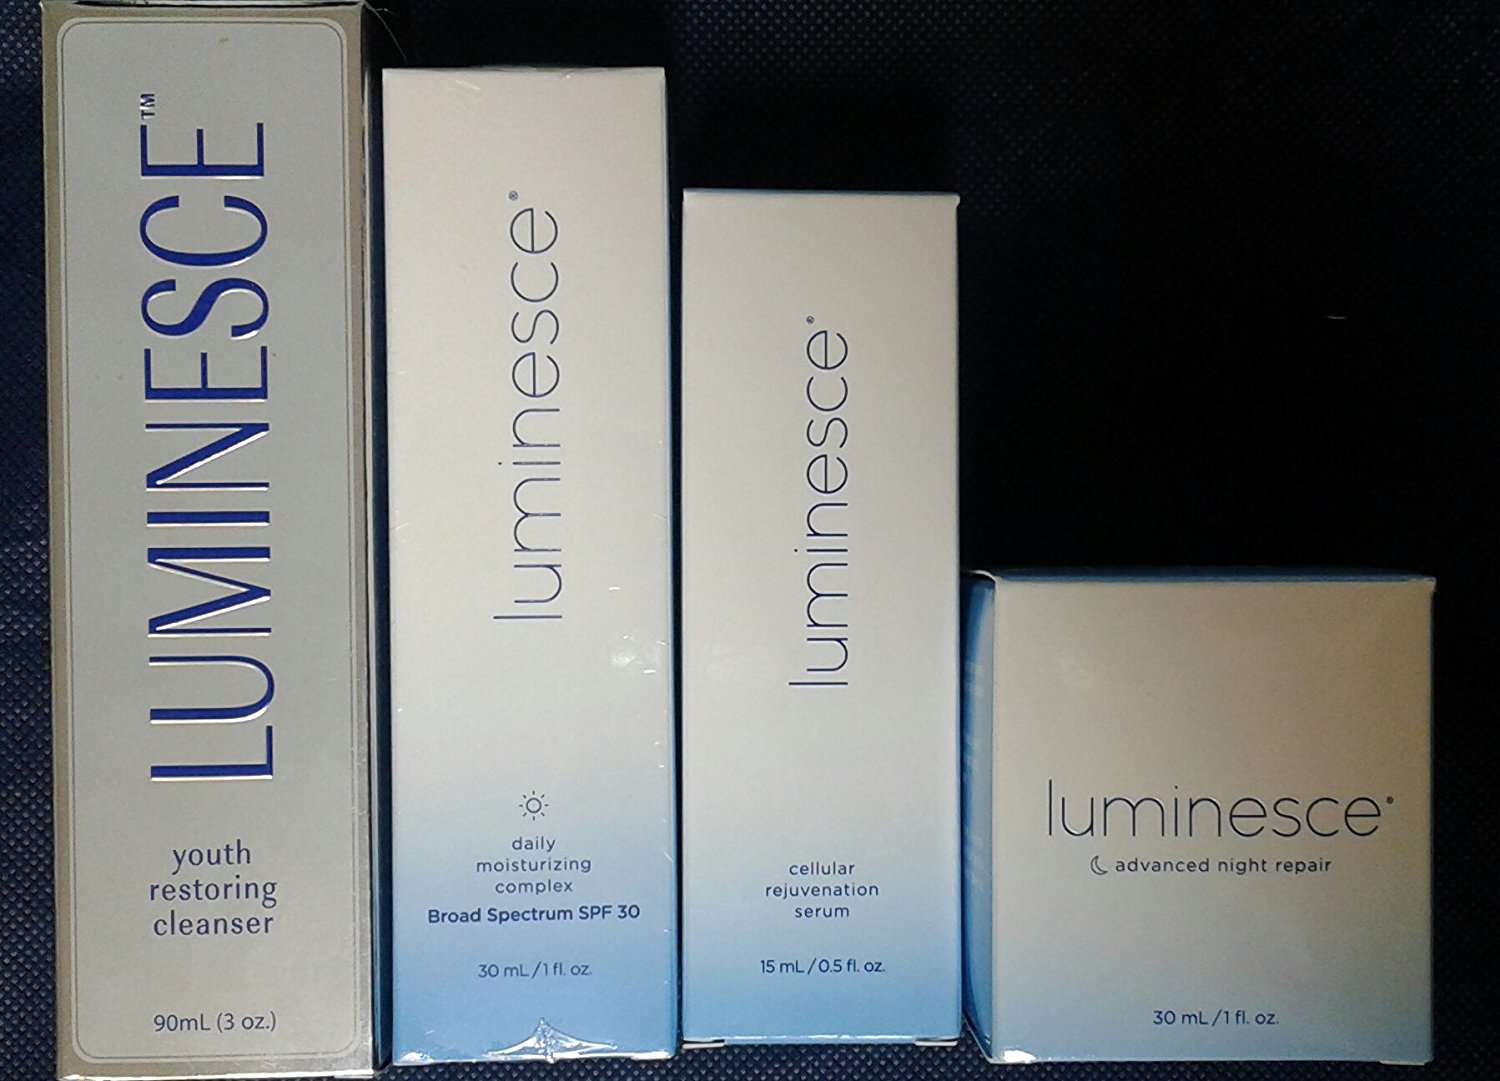 LUMINESCE™
youth
restoring
cleanser
90mL (3 oz.)
luminesce®
daily
moisturizing
complex
Broad Spectrum SPF 30
30 mL/1 fl. oz.
luminesce®
cellular
rejuvenation
serum
15 mL/0.5 fl. oz.
luminesce®
advanced night repair
30 mL/1 fl. oz.